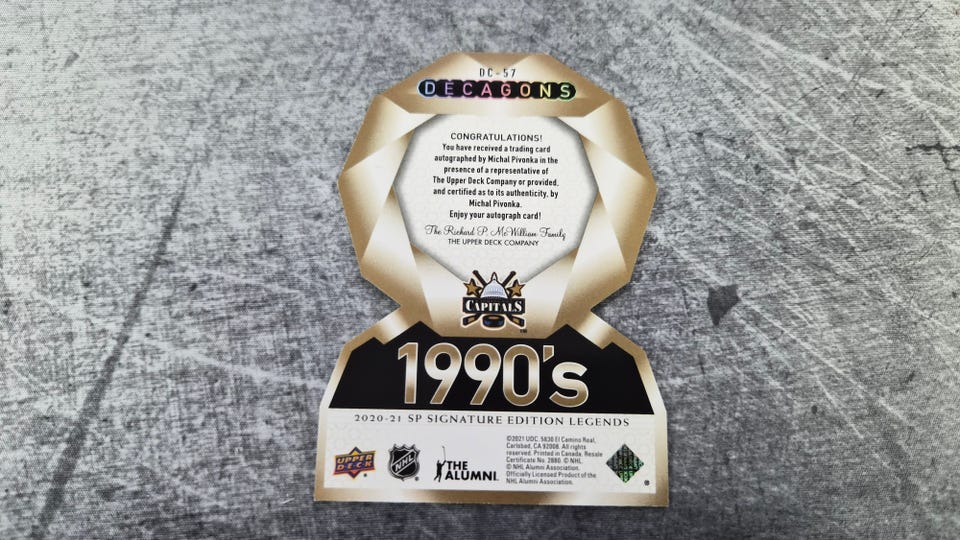 DC-57
DECAGONS
CONGRATULATIONS!
You have received a trading card
autographed by Michal Pivonka in the
presence of a representative of
The Upper Deck Company or provided,
and certified as to its authenticity, by
Michal Pivonka.
Enjoy your autograph card!
The Richard P. McWilliam Family
THE UPPER DECK COMPANY
CAPITALS
TM
1990's
2020-21 SP SIGNATURE EDITION LEGENDS
UPPER
DECK
NHL
THE
ALUMNI
©2021 UDC. 5830 El Camino Real,
Carlsbad, CA 92008. All rights
reserved. Printed in Canada. Resale
Certificate No. 2880. © NHL.
© NHL Alumni Association.
Officially Licensed Product of the
NHL Alumni Association.